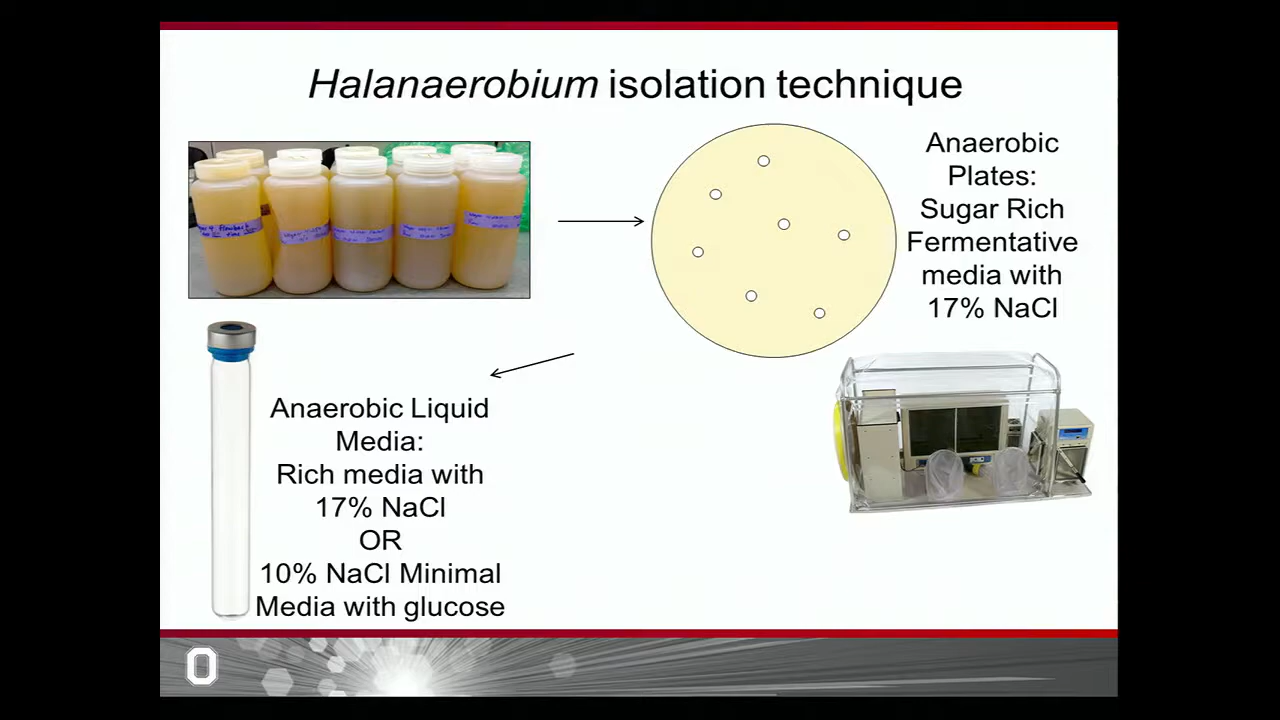 Halanaerobium isolation technique
Anaerobic
Plates:
Sugar Rich
Fermentative
media with
17% NaCl
Anaerobic Liquid
Media:
Rich media with
17% NaCl
OR
10% NaCl Minimal
Media with glucose
O